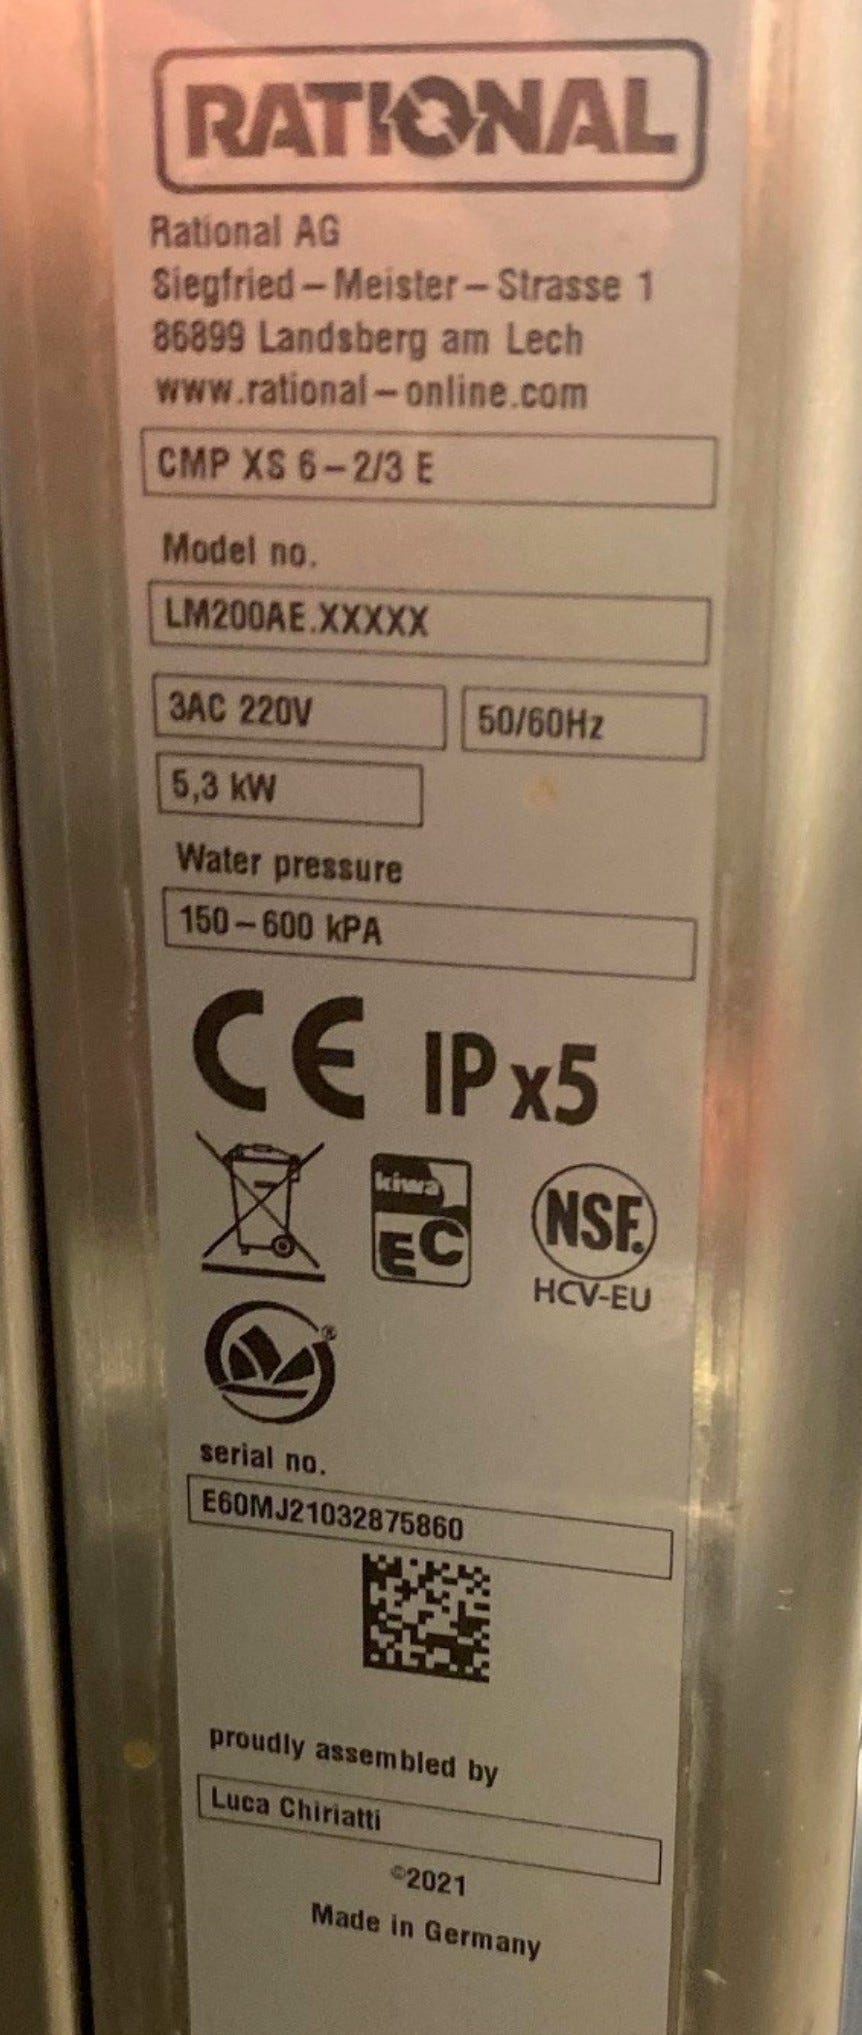 RATIONAL
Rational AG
Siegfried – Meister – Strasse 1
86899 Landsberg am Lech
www.rational-online.com
CMP XS 6 – 2/3 E
Model no.
LM200AE.XXXXX
3AC 220V 50/60Hz
5,3 kW
Water pressure
150 – 600 kPA
CE IPx5
kiwa
EC
NSF.
HCV-EU
®
serial no.
E60MJ21032875860
proudly assembled by
Luca Chiriatti
©2021
Made in Germany